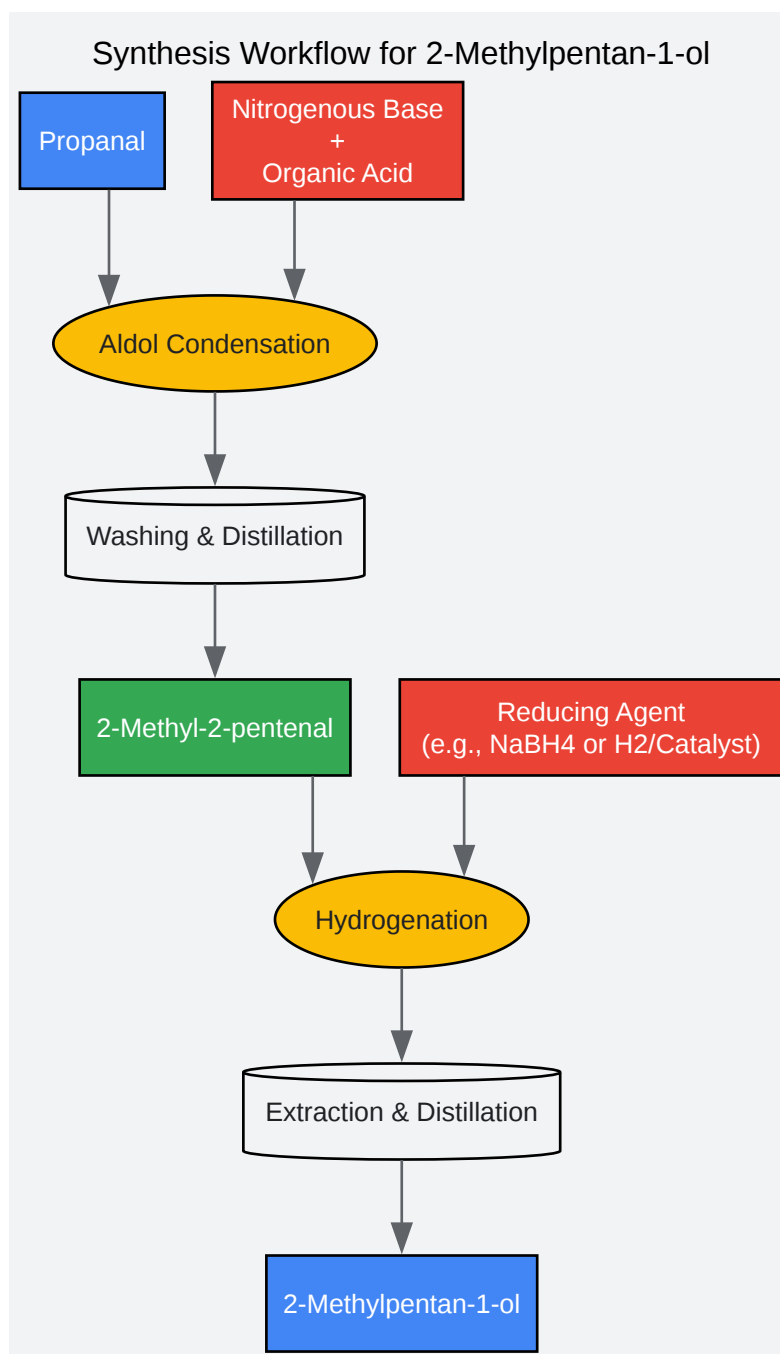 Synthesis Workflow for 2-Methylpentan-1-ol
Propanal
Nitrogenous Base
+
Organic Acid
Aldol Condensation
Washing & Distillation
2-Methyl-2-pentenal
Reducing Agent
(e.g., NaBH4 or H2/Catalyst)
Hydrogenation
Extraction & Distillation
2-Methylpentan-1-ol